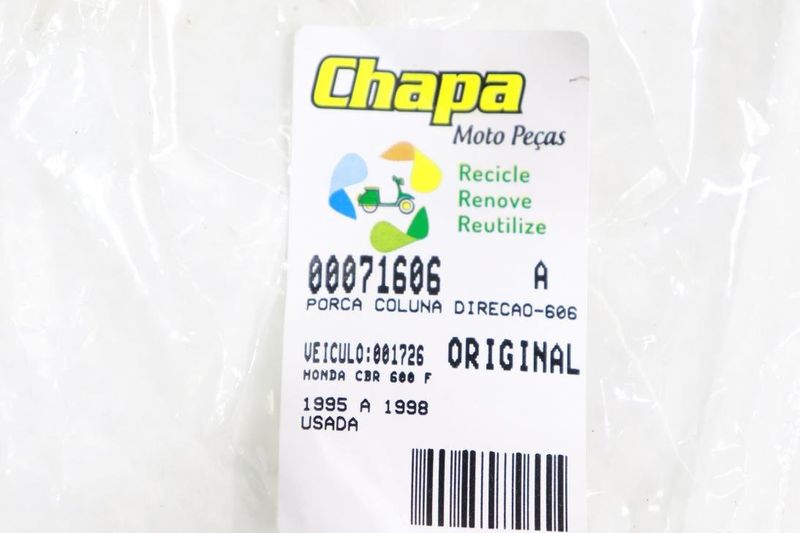 Chapa
Moto Peças
Recicle
Renove
Reutilize
00071606 A
PORCA COLUNA DIRECAO-606
VEICULO:001726 ORIGINAL
HONDA CBR 600 F
1995 A 1998
USADA